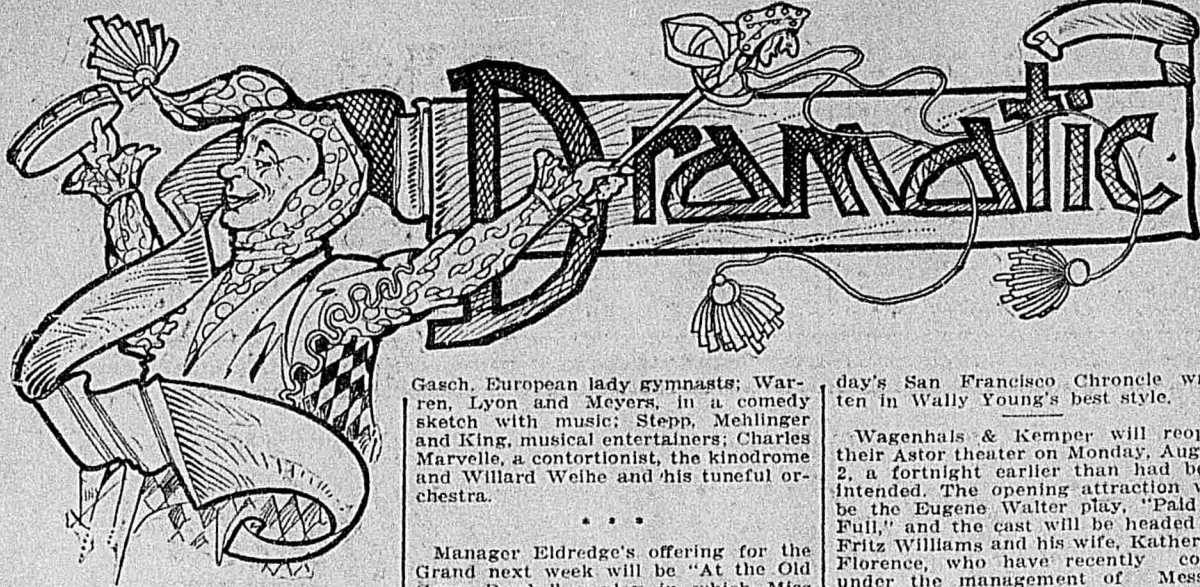 Dramatic
Gasch, European lady gymnasts; War-
ren, Lyon and Meyers, in a comedy
sketch with music; Stepp, Mehlinger
and King, musical entertainers; Charles
Marvelle, a contortionist, the kinodrome
and Willard Weihe and his tuneful or-
chestra.
* * *
Manager Eldredge's offering for the
Grand next week will be "At the Old
in which Miss
day's San Francisco Chroncle
ten in Wally Young's best style.
Wagenhals & Kemper will
their Astor theater on Monday,
2, a fortnight earlier than had
intended. The opening attraction
be the Eugene Walter play, "Paid
Full," and the cast will be headed
Fritz Williams and his wife,
Florence, who have recently
under the management